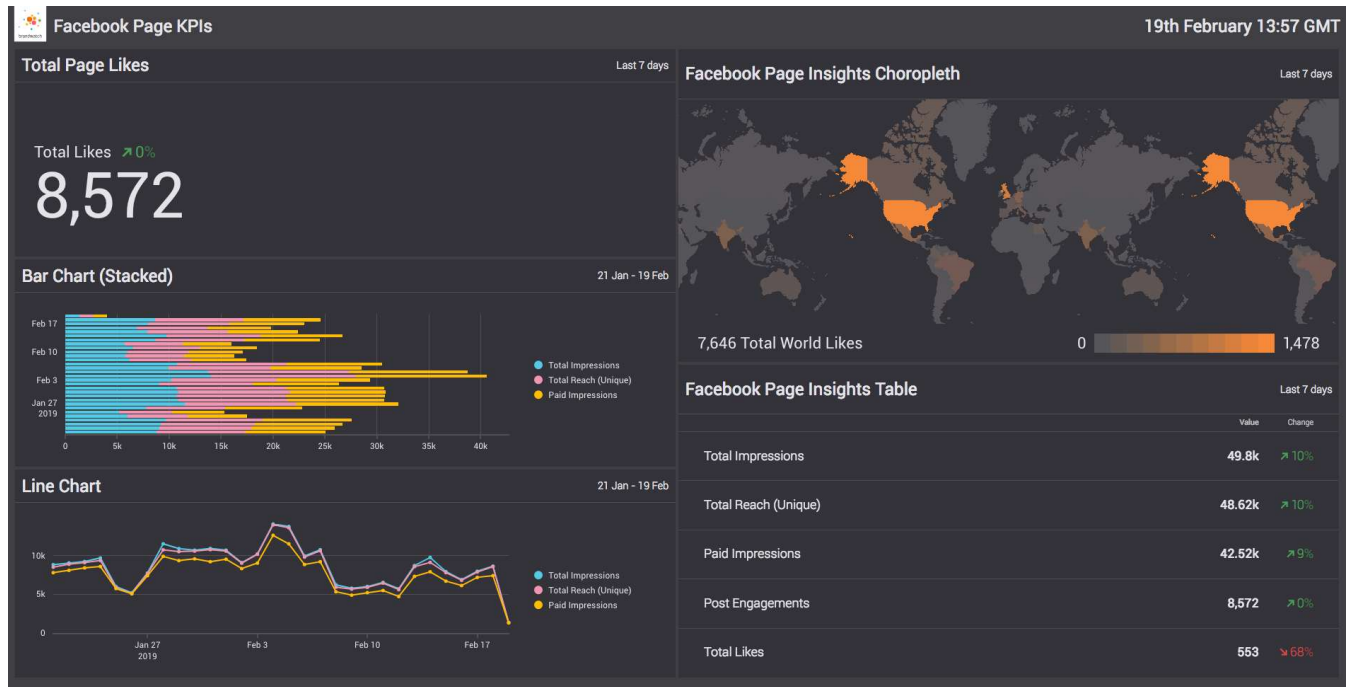 Facebook Page KPIs
19th February 13:57 GMT
Total Page Likes
Last 7 days
Total Likes 0%
8,572
Bar Chart (Stacked)
21 Jan - 19 Feb
Feb 17
Feb 10
Feb 3
Jan 27
2019
0 5k 10k 15k 20k 25k 30k 35k 40k
Total Impressions
Total Reach (Unique)
Paid Impressions
Line Chart
21 Jan - 19 Feb
10k
5k
0
Jan 27 Feb 3 Feb 10 Feb 17
2019
Total Impressions
Total Reach (Unique)
Paid Impressions
Facebook Page Insights Choropleth
Last 7 days
7,646 Total World Likes
0 1,478
Facebook Page Insights Table
Last 7 days
Value Change
Total Impressions 49.8k 10%
Total Reach (Unique) 48.62k 10%
Paid Impressions 42.52k 9%
Post Engagements 8,572 0%
Total Likes 553 68%